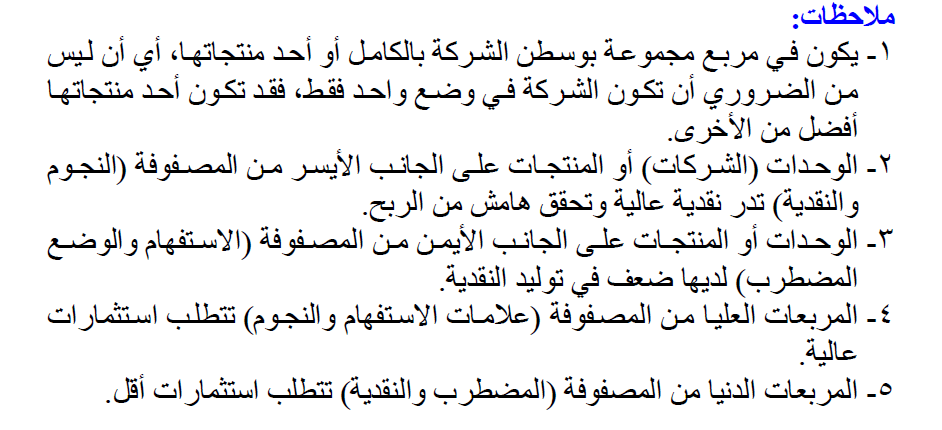 ملاحظات:
١- يكون في مربع مجموعة بوسطن الشركة بالكامل أو أحد منتجاتها، أي أن ليس
من الضروري أن تكون الشركة في وضع واحد فقط، فقد تكون أحد منتجاتها
أفضل من الأخرى.
٢- الوحدات (الشركات) أو المنتجات على الجانب الأيسر من المصفوفة (النجوم
والنقدية) تدر نقدية عالية وتحقق هامش من الربح.
٣- الوحدات أو المنتجات على الجانب الأيمن من المصفوفة (الاستفهام والوضع
المضطرب) لديها ضعف في توليد النقدية.
٤- المربعات العليا من المصفوفة (علامات الاستفهام والنجوم) تتطلب استثمارات
عالية.
٥- المربعات الدنيا من المصفوفة (المضطرب والنقدية) تتطلب استثمارات أقل.